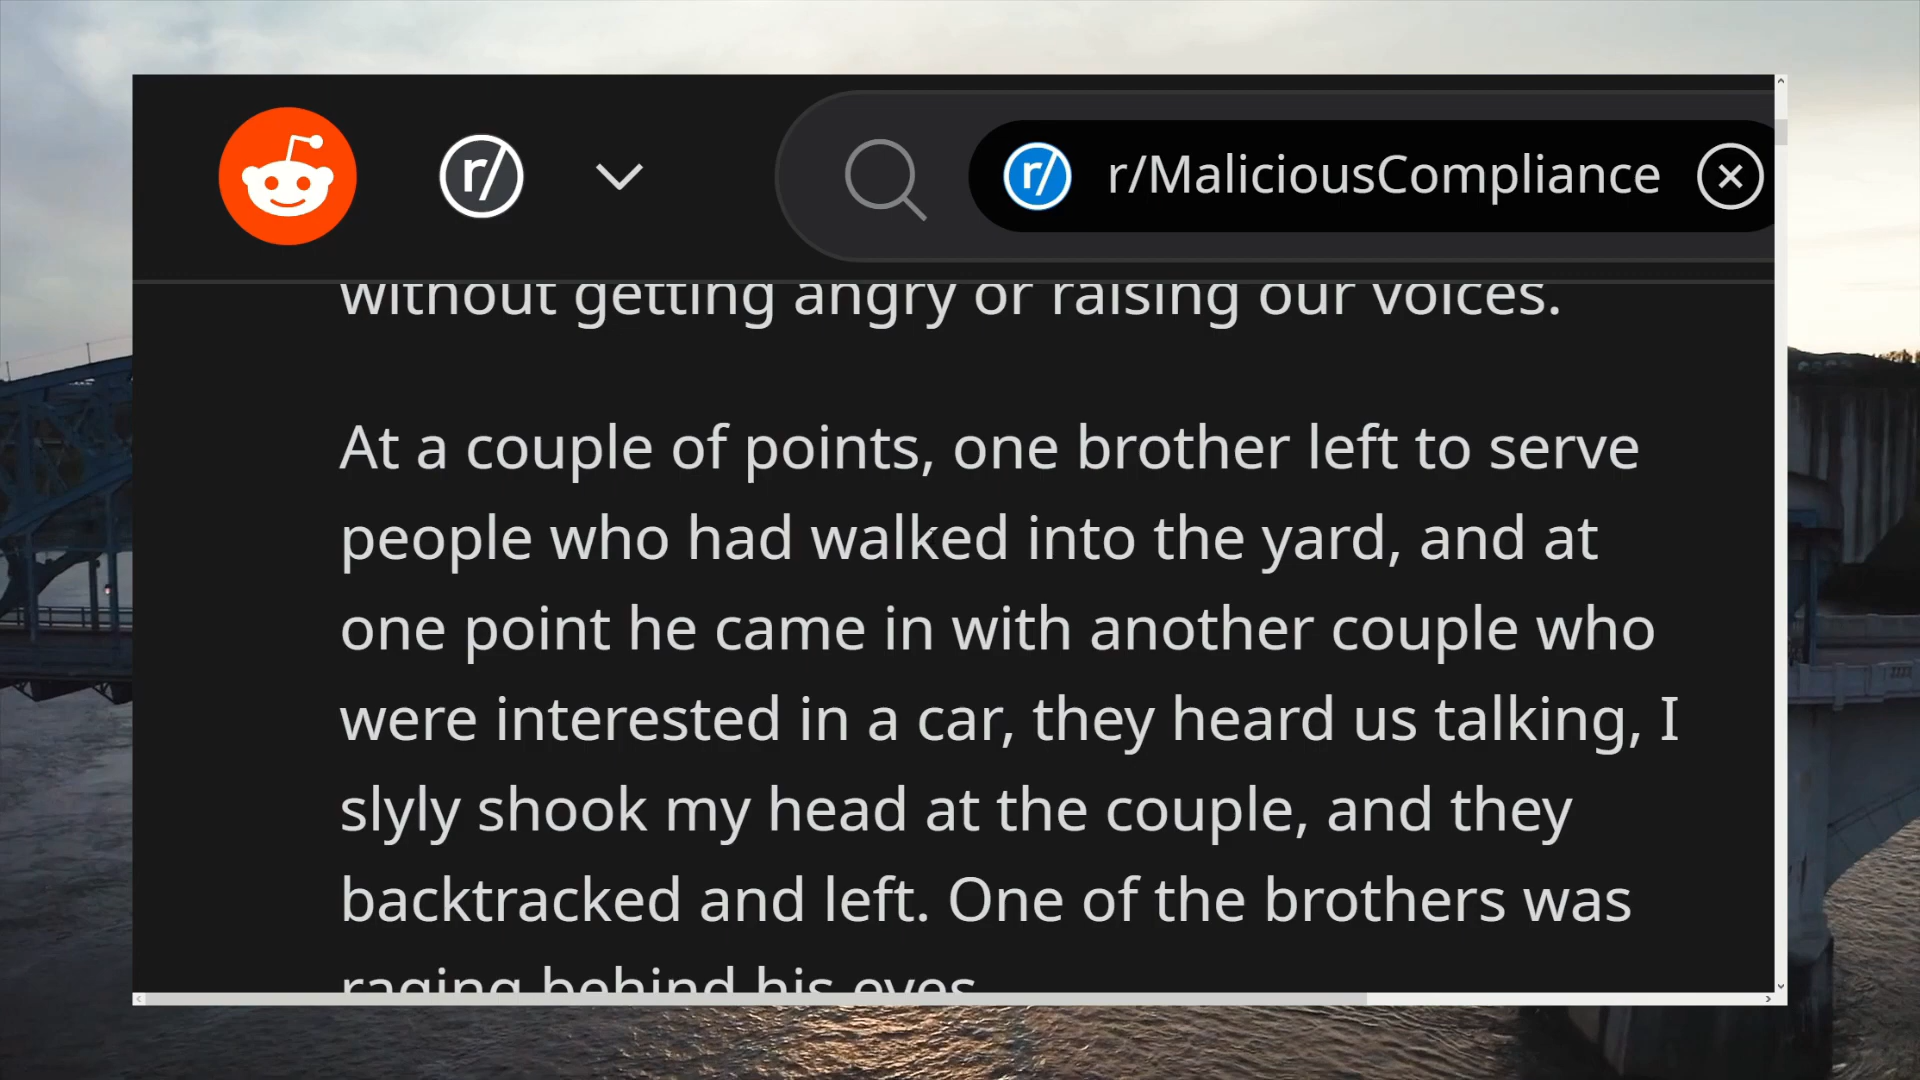 r/
r/
r/MaliciousCompliance
without getting angry or raising our voices.
At a couple of points, one brother left to serve
people who had walked into the yard, and at
one point he came in with another couple who
were interested in a car, they heard us talking, I
slyly shook my head at the couple, and they
backtracked and left. One of the brothers was
raging behind his eyes